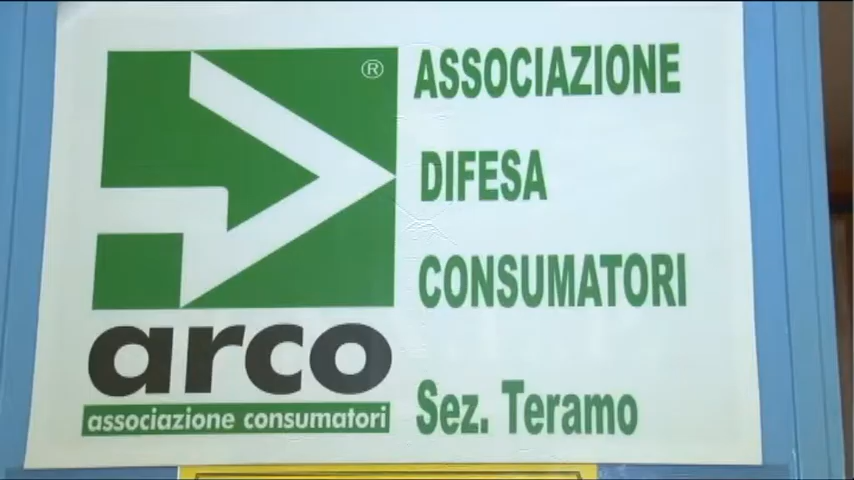 ®
arco
associazione consumatori
ASSOCIAZIONE
DIFESA
CONSUMATORI
Sez. Teramo